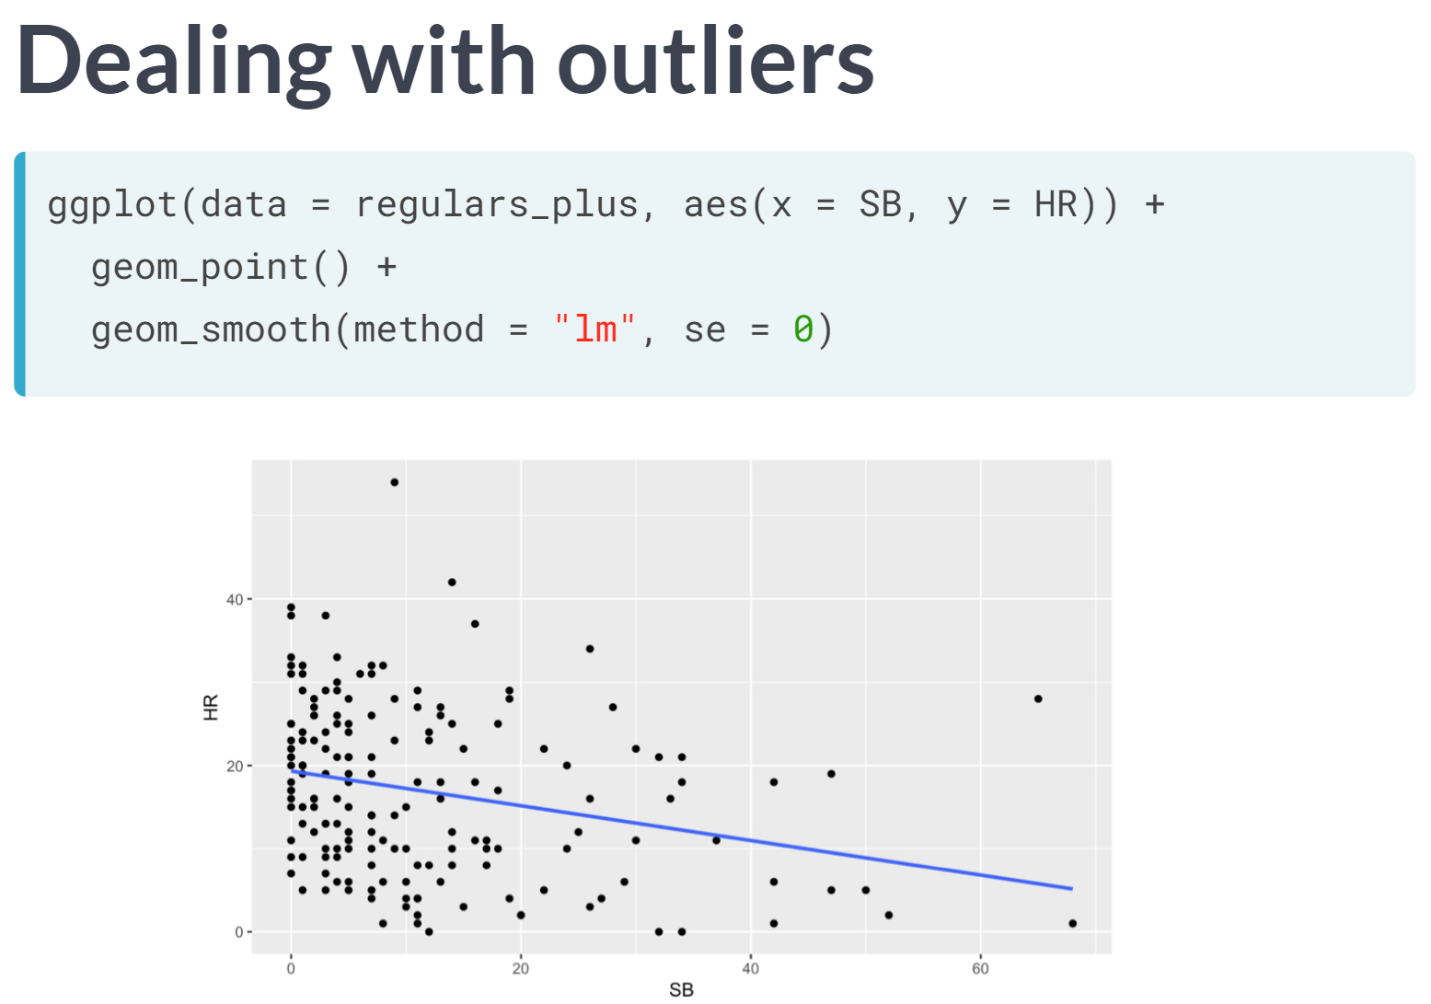 Dealing with outliers
ggplot(data = regulars_plus, aes(x = SB, y = HR)) +
geom_point() +
geom_smooth(method = "lm", se = 0)
40
HR
20
0
0 20 40 60
SB